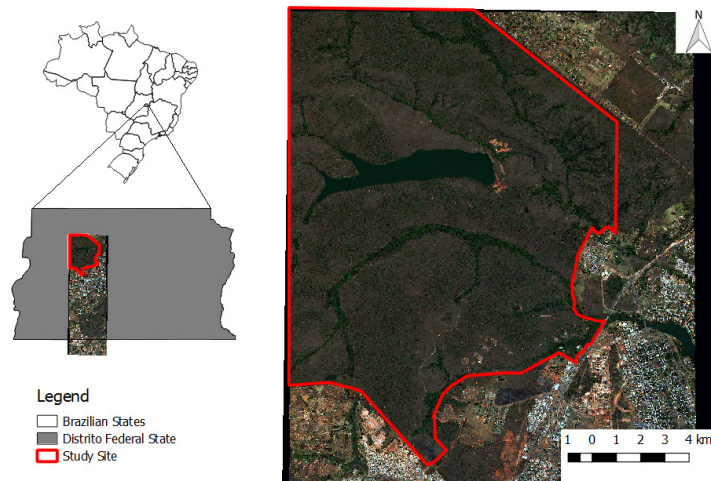 N
Legend
Brazilian States
Distrito Federal State
Study Site
1 0 1 2 3 4 km